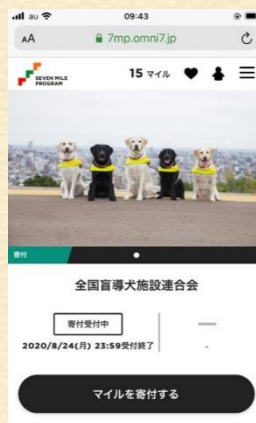 au 09:43
AA 7mp.omni7.jp
SEVEN MILE
PROGRAM
15 マイル
寄付
全国盲導犬施設連合会
寄付受付中
2020/8/24(月) 23:59受付終了
-
マイルを寄付する